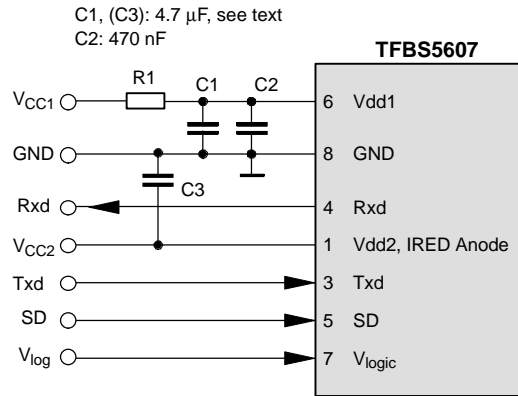 C1, (C3): 4.7 µF, see text
C2: 470 nF
TFBS5607
R1 C1 C2
VCC1 6 Vdd1
GND 8 GND
C3
Rxd 4 Rxd
VCC2 1 Vdd2, IRED Anode
Txd 3 Txd
SD 5 SD
Vlog 7 Vlogic